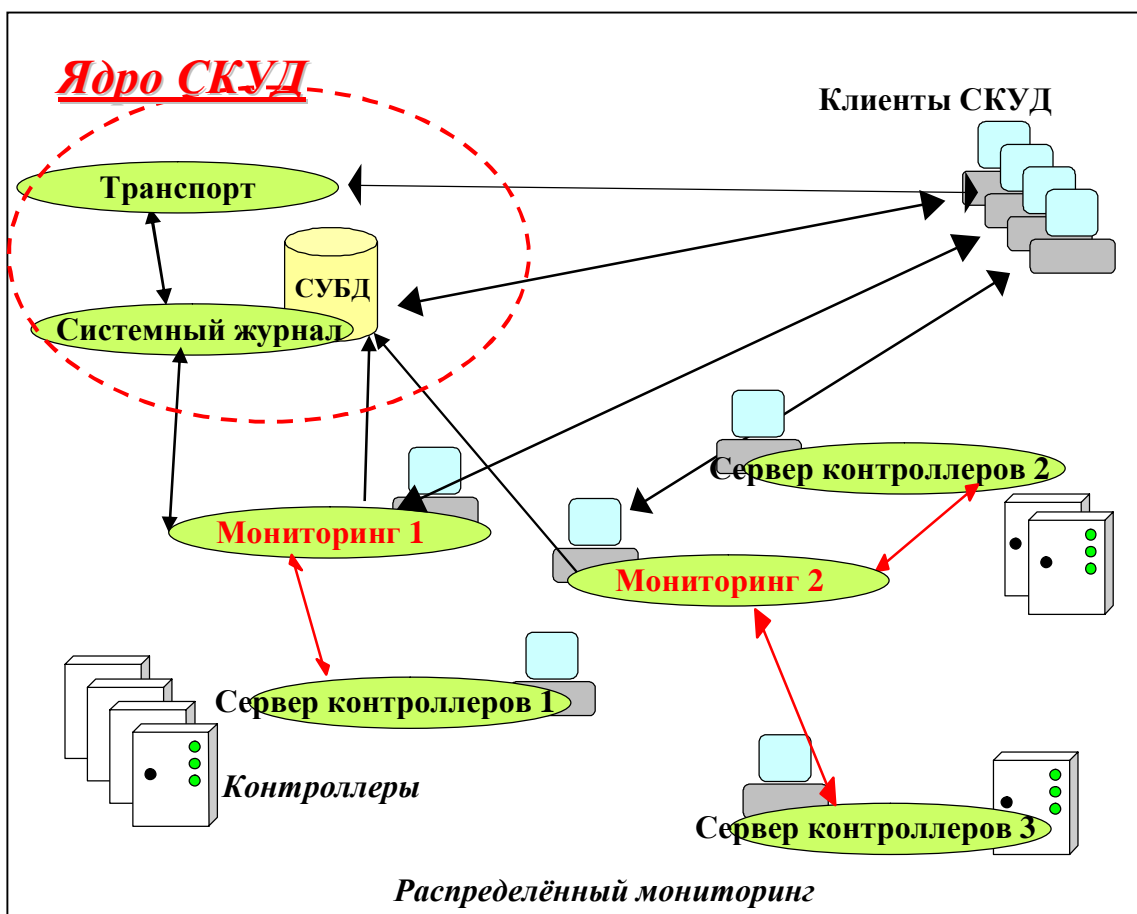 Ядро СКУД
Клиенты СКУД
Транспорт
СУБД
Системный журнал
Сервер контроллеров 2
Мониторинг 1
Мониторинг 2
Сервер контроллеров 1
Контроллеры
Сервер контроллеров 3
Распределённый мониторинг